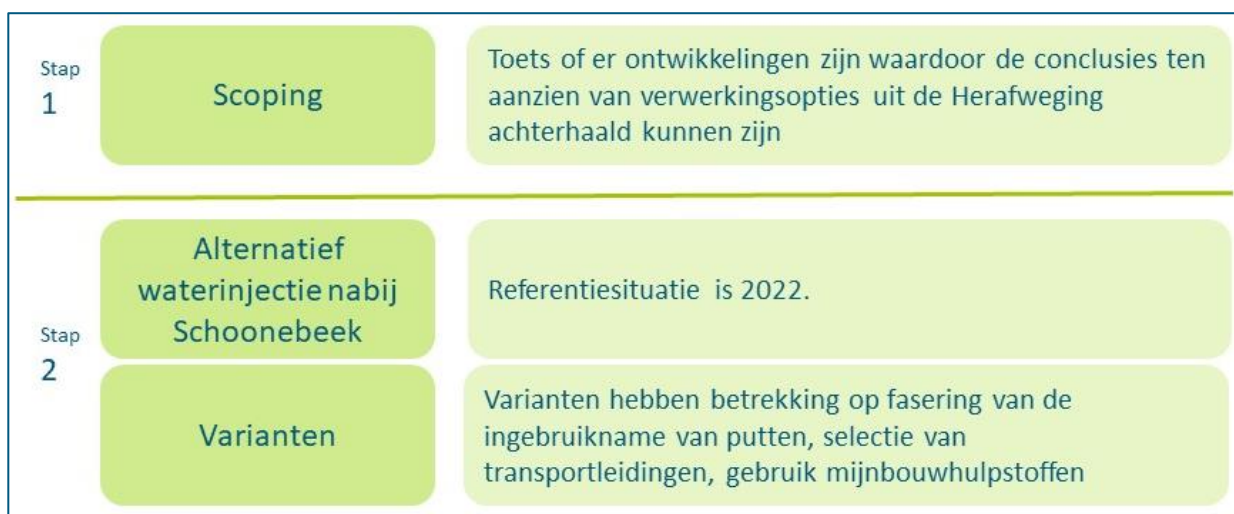 Stap
1
Scoping
Toets of er ontwikkelingen zijn waardoor de conclusies ten
aanzien van verwerkingsopties uit de Herafweging
achterhaald kunnen zijn
Stap
2
Alternatief
waterinjectie nabij
Schoonebeek
Referentiesituatie is 2022.
Varianten
Varianten hebben betrekking op fasering van de
ingebruikname van putten, selectie van
transportleidingen, gebruik mijnbouwhulpstoffen